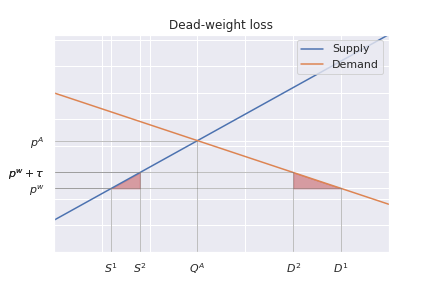 Dead-weight loss
Supply
Demand
p^A
p^w + τ
p^w
S^1 S^2 Q^A D^2 D^1